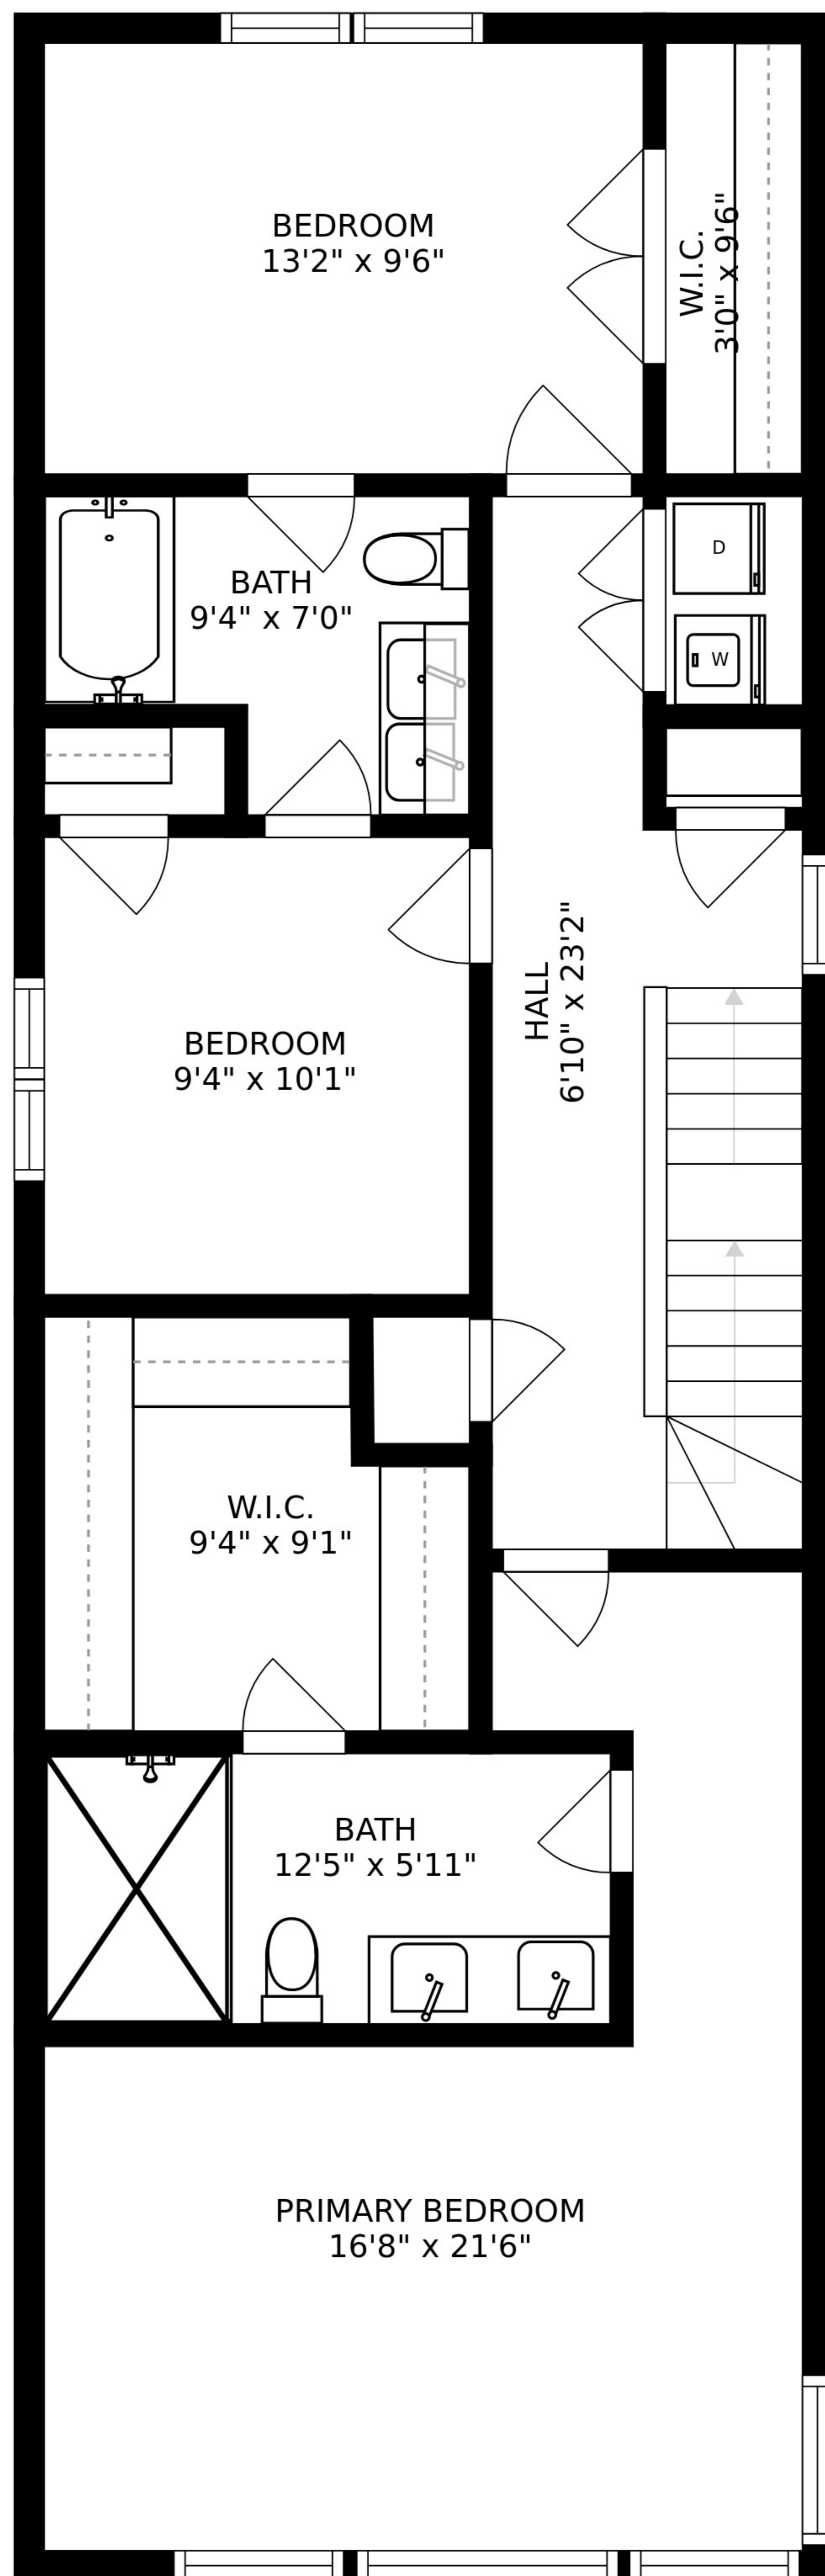 BEDROOM
13'2" x 9'6"
W.I.C.
3'0" x 9'6"
D
BATH
9'4" x 7'0"
W
HALL
6'10" x 23'2"
BEDROOM
9'4" x 10'1"
W.I.C.
9'4" x 9'1"
BATH
12'5" x 5'11"
PRIMARY BEDROOM
16'8" x 21'6"